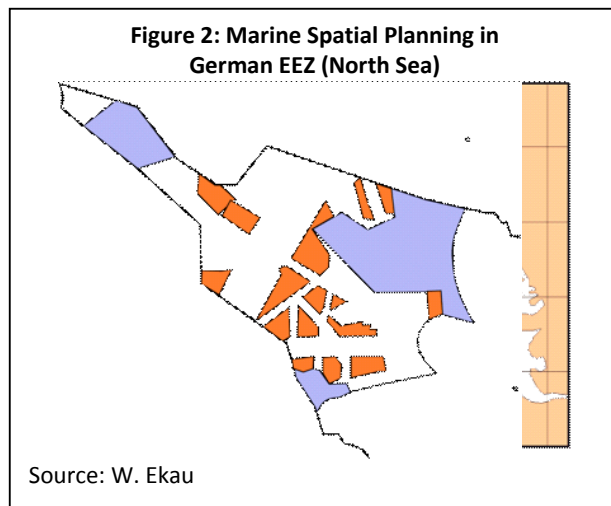 Figure 2: Marine Spatial Planning in
German EEZ (North Sea)
Source: W. Ekau